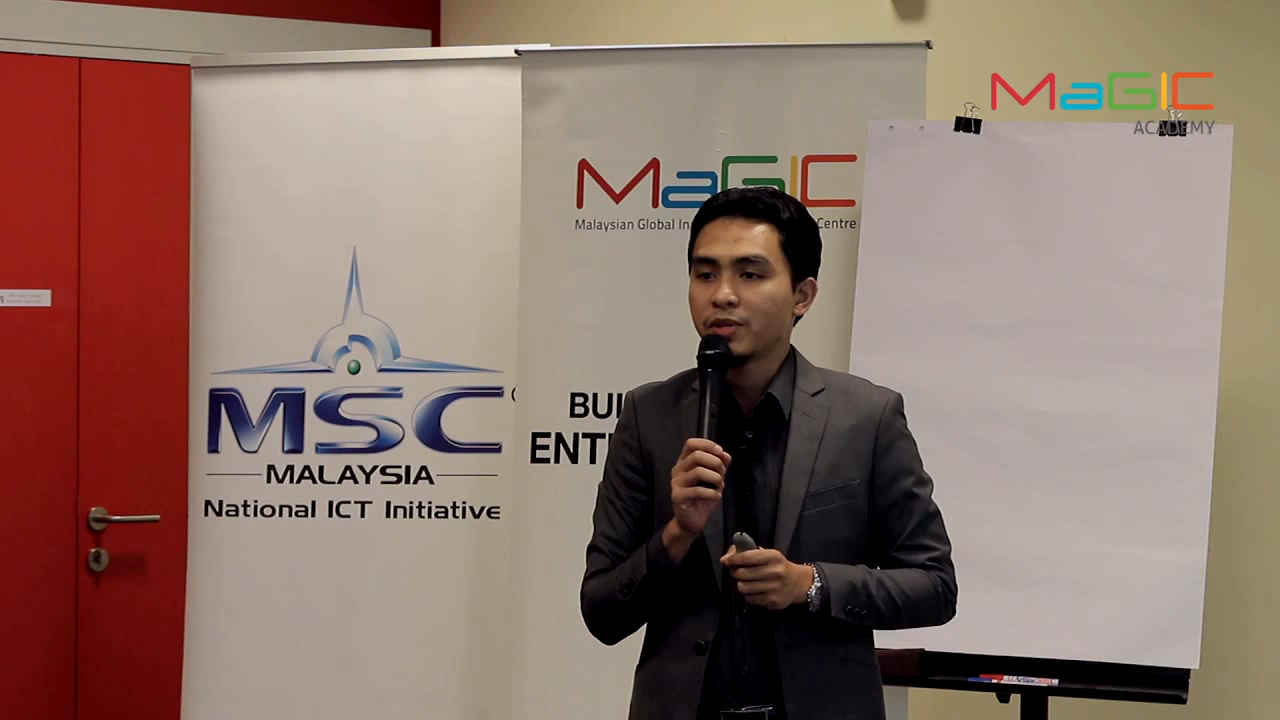 MaGIC
ACADEMY
MaGIC
Malaysian Global In
Centre
MSC
MALAYSIA
National ICT Initiative
BUI
ENT